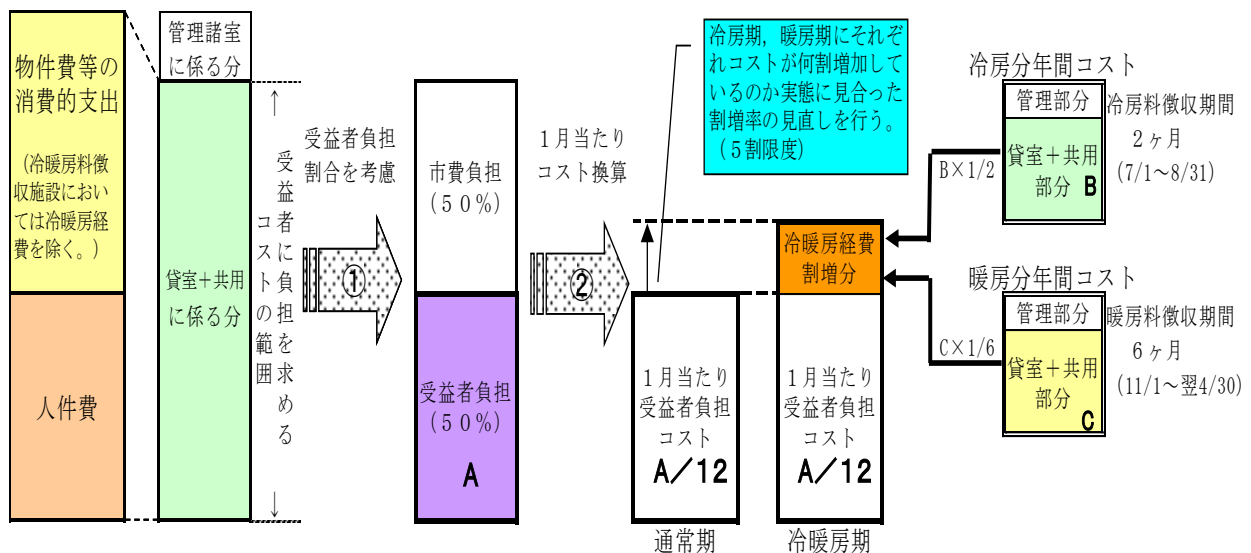 物件費等の
消費的支出
（冷暖房料徴
収施設におい
ては冷暖房経
費を除く。）
人件費
管理諸室
に係る分
貸室＋共用
に係る分
受益者に負担を求める
コストの範囲
受益者負担
割合を考慮
①
市費負担
(５０％)
受益者負担
(５０％)
A
１月当たり
コスト換算
②
冷房期，暖房期にそれぞ
れコストが何割増加して
いるのか実態に見合った
割増率の見直しを行う。
（５割限度）
１月当たり
受益者負担
コスト
A／12
通常期
冷暖房経費
割増分
１月当たり
受益者負担
コスト
A／12
冷暖房期
冷房分年間コスト
管理部分
貸室＋共用
部分 B
冷房料徴収期間
２ヶ月
(7/1～8/31)
B×1/2
暖房分年間コスト
管理部分
貸室＋共用
部分 C
暖房料徴収期間
６ヶ月
(11/1～翌4/30)
C×1/6